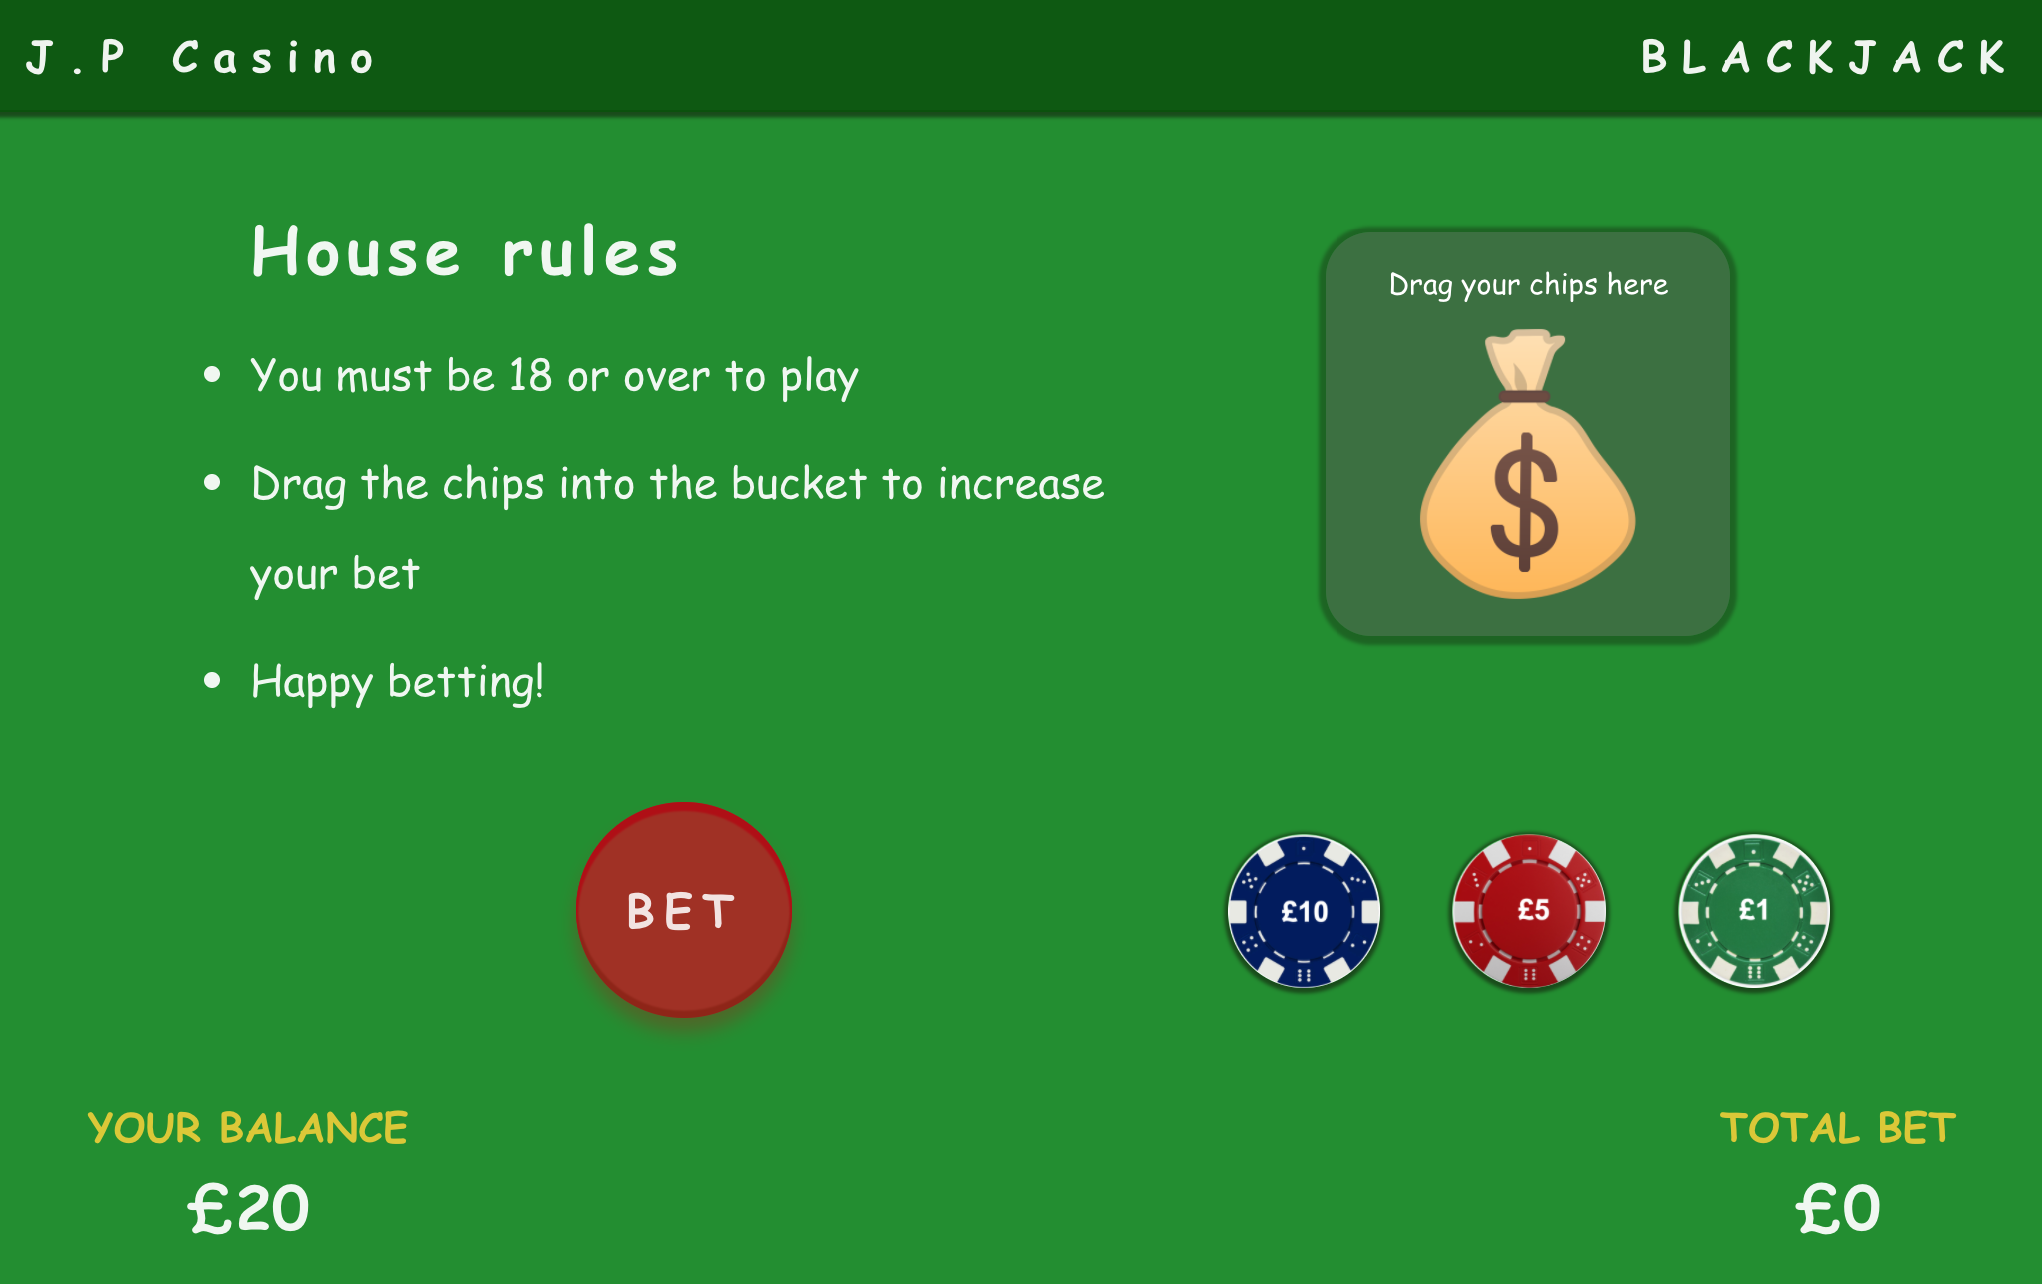 J.P Casino
BLACKJACK
House rules
You must be 18 or over to play
Drag the chips into the bucket to increase
your bet
Happy betting!
Drag your chips here
$
BET
£10
£5
£1
YOUR BALANCE
£20
TOTAL BET
£0